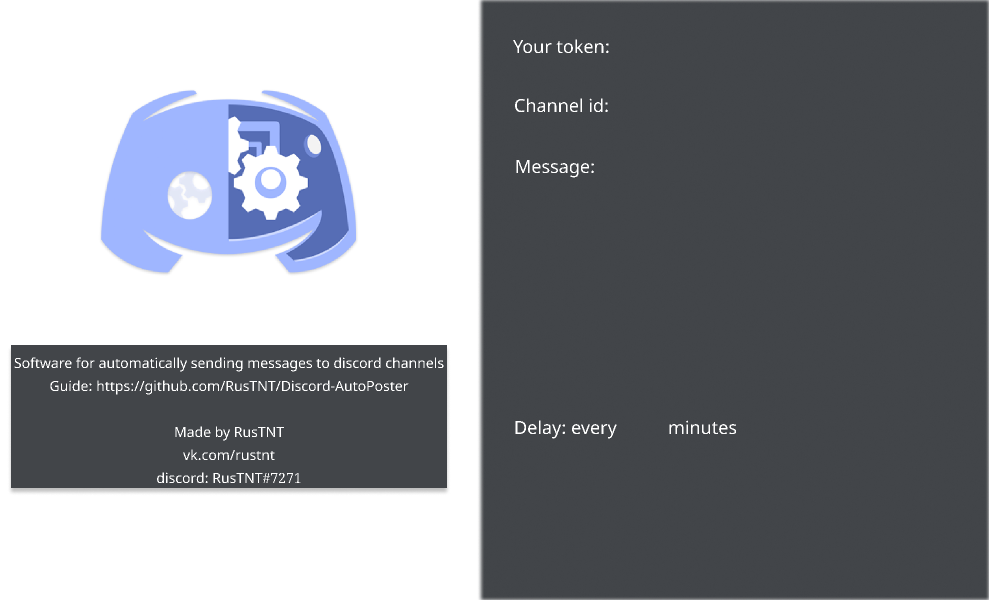 Your token:
Channel id:
Message:
Software for automatically sending messages to discord channels
Guide: https://github.com/RusTNT/Discord-AutoPoster
Made by RusTNT
vk.com/rustnt
discord: RusTNT#7271
Delay: every minutes